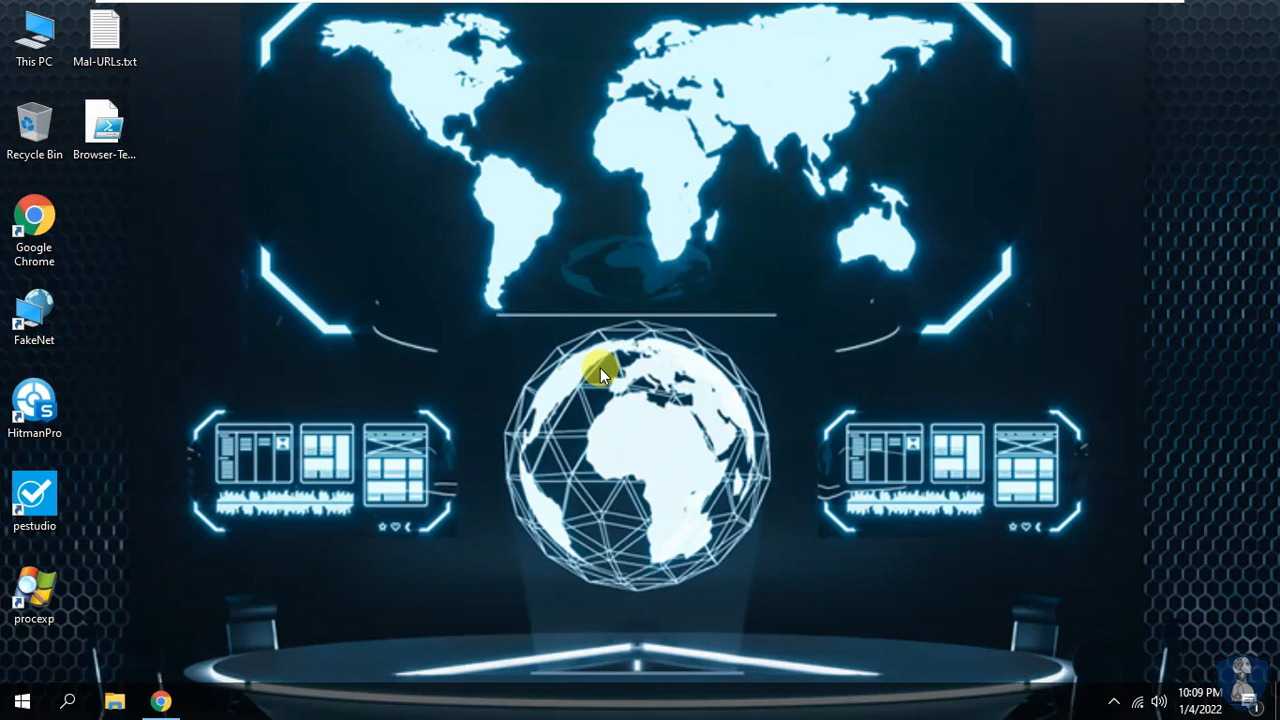 This PC
Mal-URLs.txt
Recycle Bin
Browser-Te...
Google
Chrome
FakeNet
HitmanPro
pestudio
procexp
10:09 PM
1/4/2022